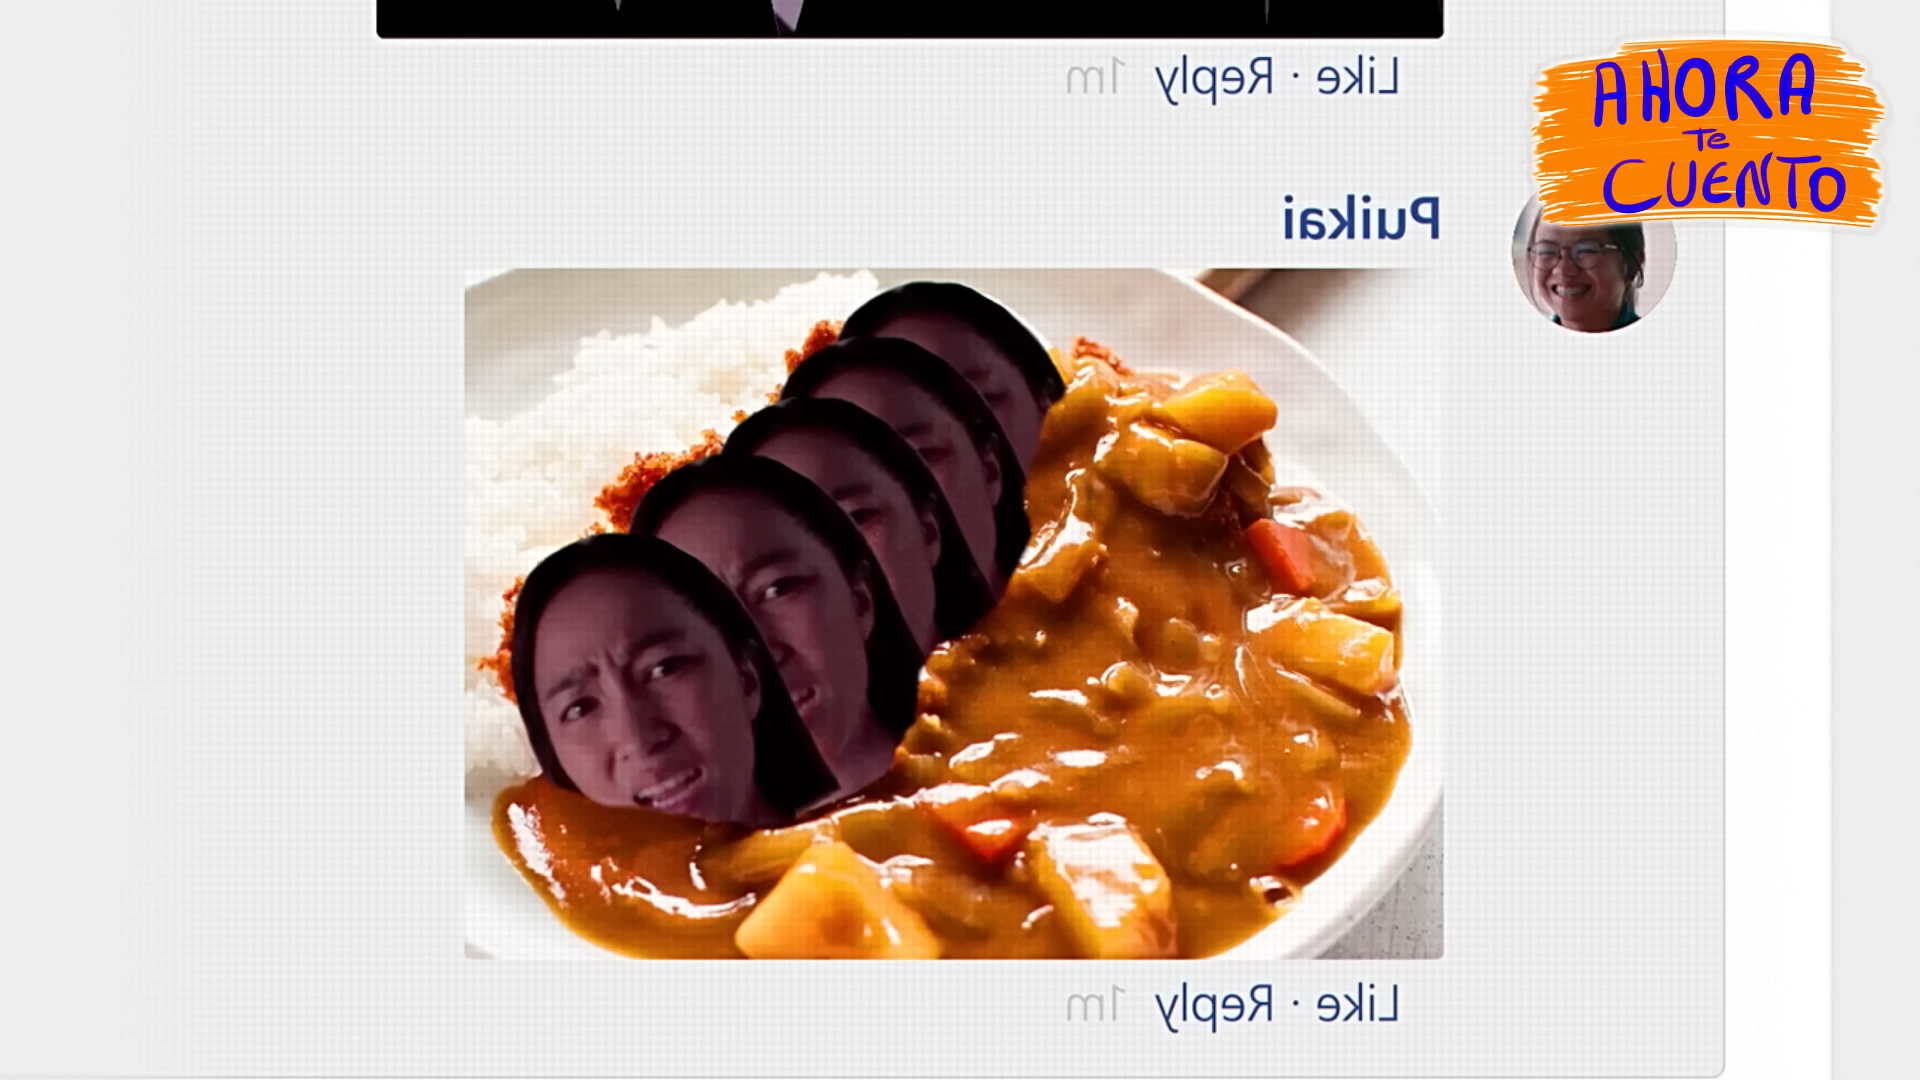 AHORA
Te
CUENTO
Like · Reply 1m
Puikai
Like · Reply 1m